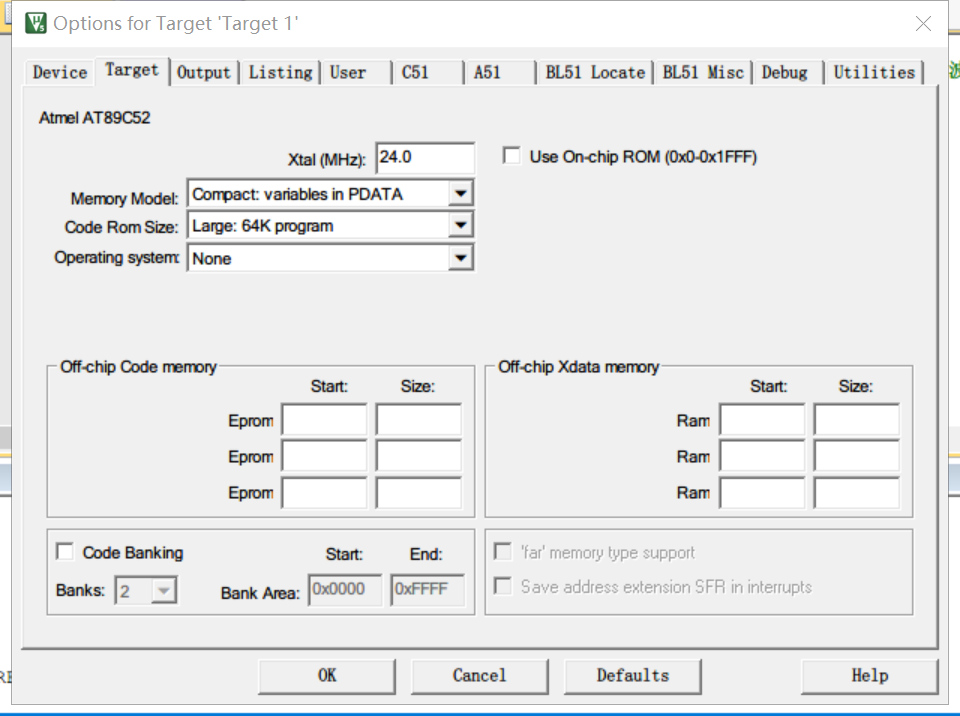 Options for Target 'Target 1'
Device Target Output Listing User C51 A51 BL51 Locate BL51 Misc Debug Utilities
Atmel AT89C52
Xtal (MHz): 24.0
Use On-chip ROM (0x0-0x1FFF)
Memory Model: Compact: variables in PDATA
Code Rom Size: Large: 64K program
Operating system: None
Off-chip Code memory
Start: Size:
Eprom
Eprom
Eprom
Off-chip Xdata memory
Start: Size:
Ram
Ram
Ram
Code Banking Start: End:
Banks: 2 Bank Area: 0x0000 0xFFFF
'far' memory type support
Save address extension SFR in interrupts
OK Cancel Defaults Help